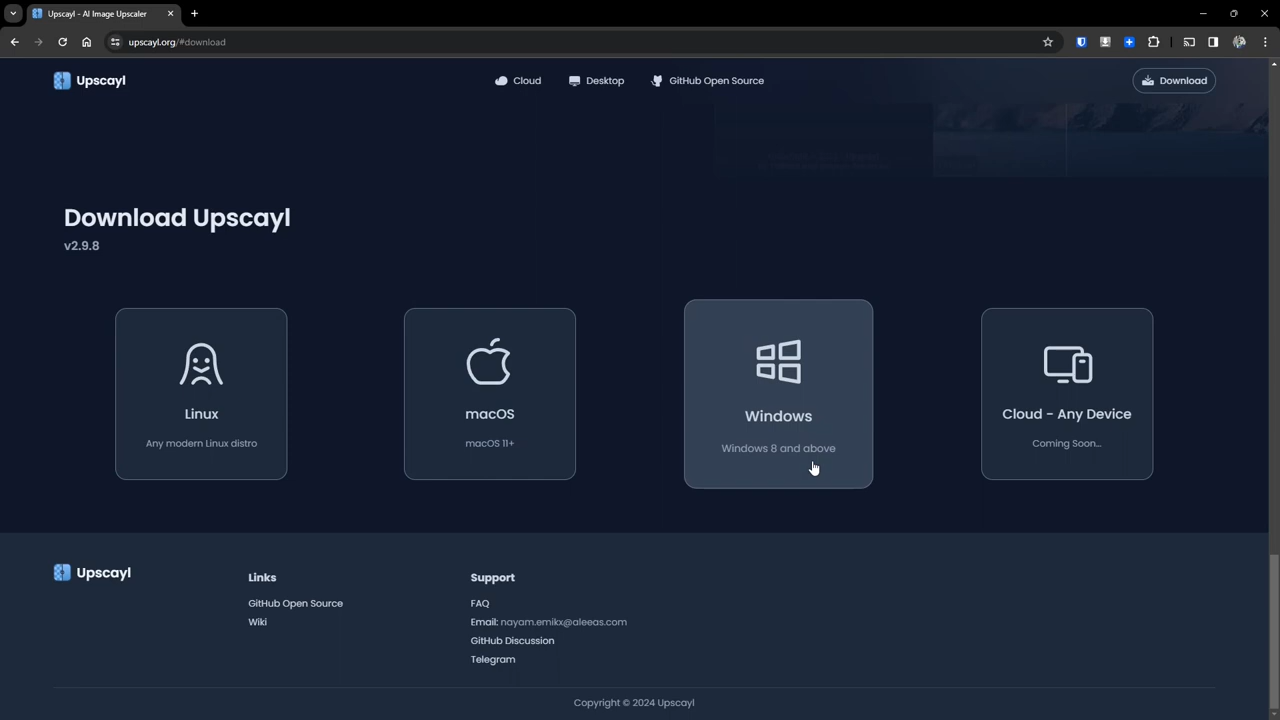 Upscayl - AI Image Upscaler
upscayl.org/#download
Upscayl
Cloud
Desktop
GitHub Open Source
Download
Download Upscayl
v2.9.8
Linux
Any modern Linux distro
macOS
macOS 11+
Windows
Windows 8 and above
Cloud - Any Device
Coming Soon...
Upscayl
Links
GitHub Open Source
Wiki
Support
FAQ
Email: nayam.emikx@aleeas.com
GitHub Discussion
Telegram
Copyright © 2024 Upscayl